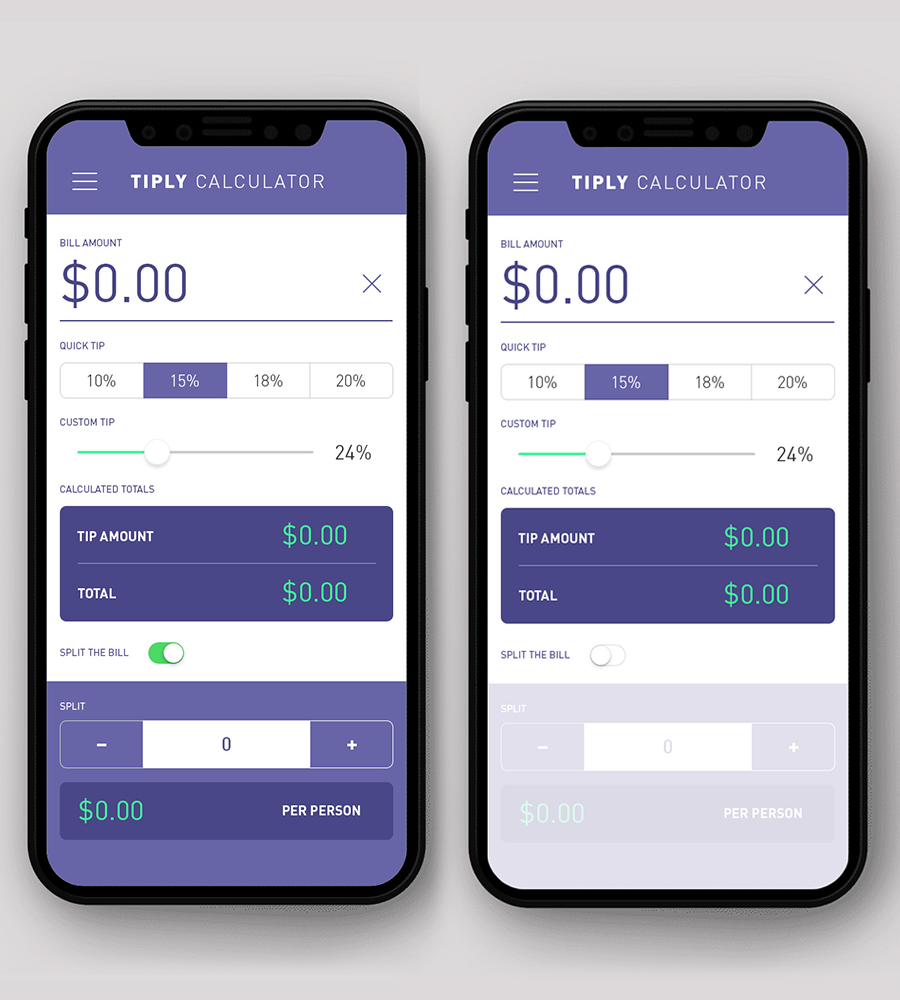 TIPLY CALCULATOR
BILL AMOUNT
$0.00
QUICK TIP
10% 15% 18% 20%
CUSTOM TIP
24%
CALCULATED TOTALS
TIP AMOUNT $0.00
TOTAL $0.00
SPLIT THE BILL
SPLIT
− 0 +
$0.00 PER PERSON
TIPLY CALCULATOR
BILL AMOUNT
$0.00
QUICK TIP
10% 15% 18% 20%
CUSTOM TIP
24%
CALCULATED TOTALS
TIP AMOUNT $0.00
TOTAL $0.00
SPLIT THE BILL
SPLIT
− 0 +
$0.00 PER PERSON